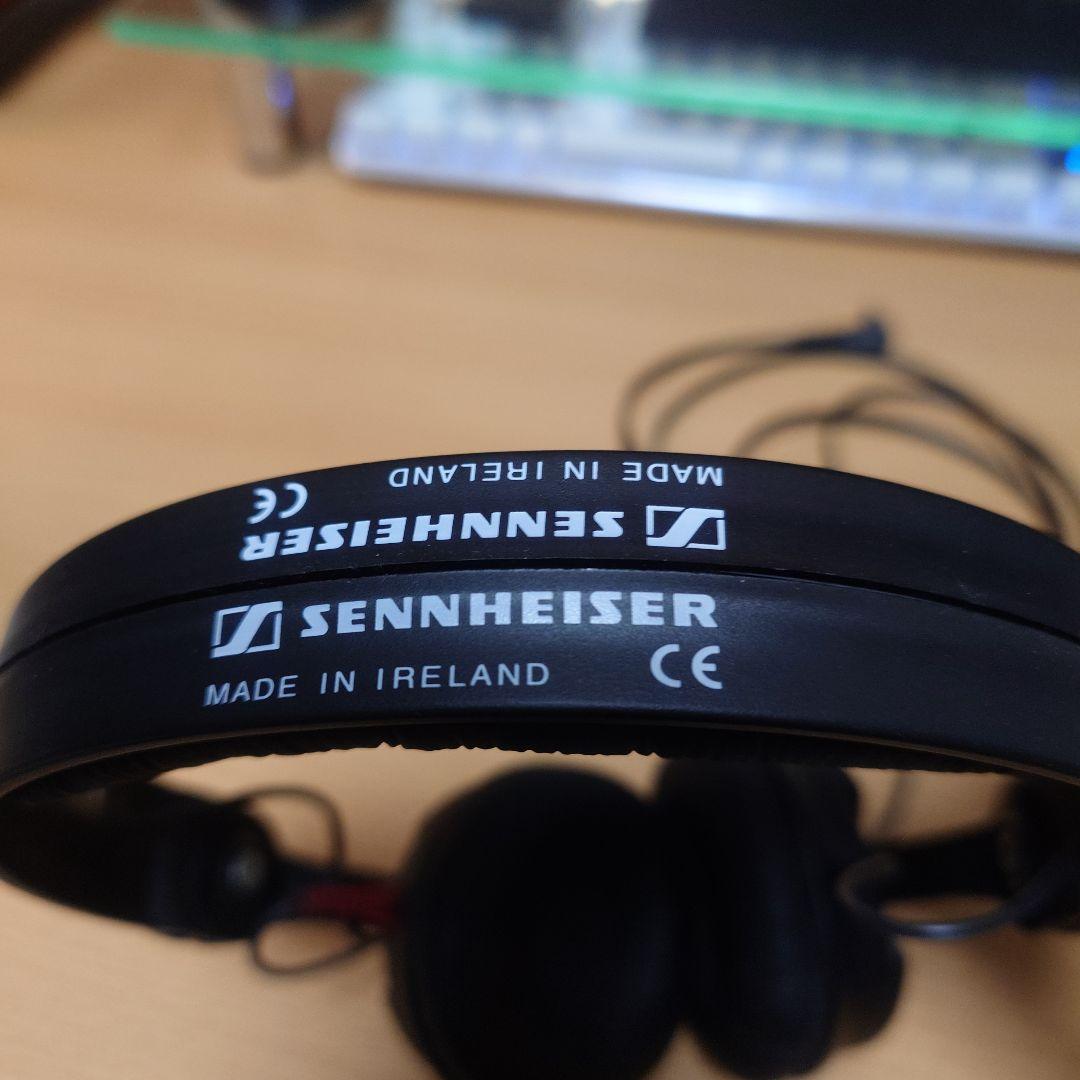 MADE IN IRELAND
CE
SENNHEISER
SENNHEISER
MADE IN IRELAND CE